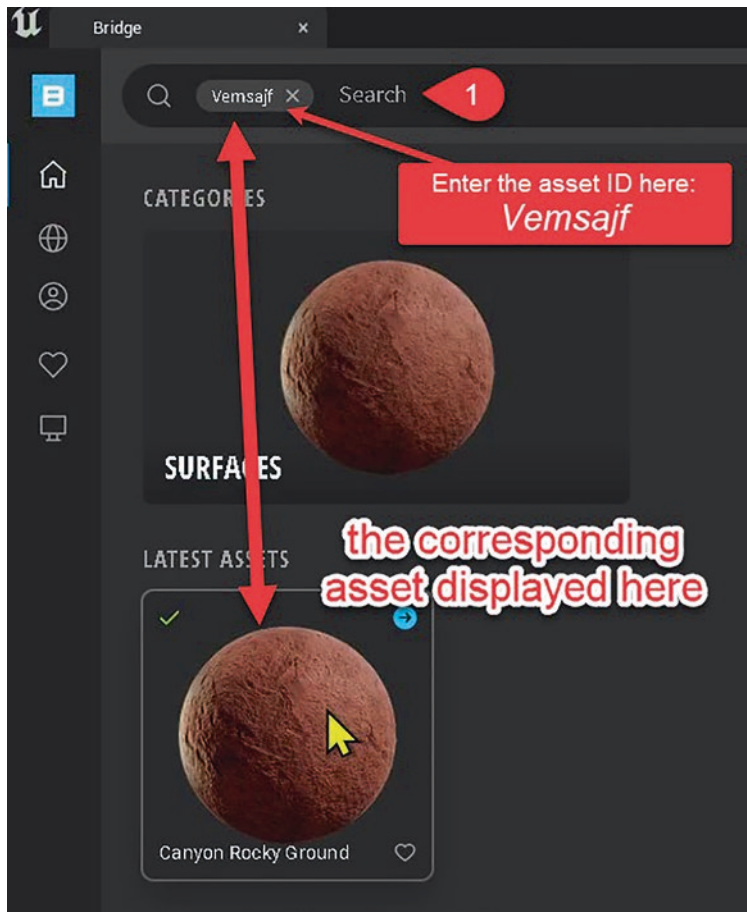 Bridge
Vemsajf Search 1
Enter the asset ID here:
Vemsajf
CATEGORIES
SURFACES
the corresponding
asset displayed here
LATEST ASSETS
Canyon Rocky Ground